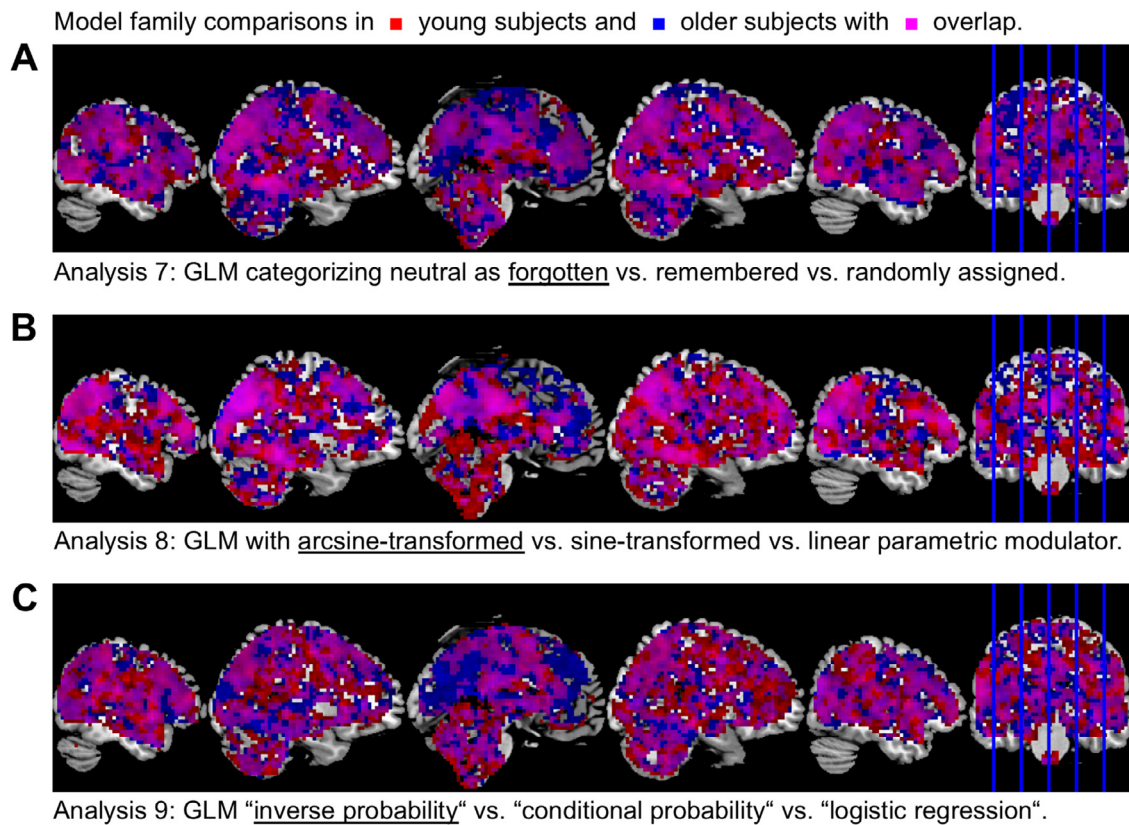 Model family comparisons in ■ young subjects and ■ older subjects with ■ overlap.
A
Analysis 7: GLM categorizing neutral as forgotten vs. remembered vs. randomly assigned.
B
Analysis 8: GLM with arcsine-transformed vs. sine-transformed vs. linear parametric modulator.
C
Analysis 9: GLM “inverse probability“ vs. “conditional probability“ vs. “logistic regression“.